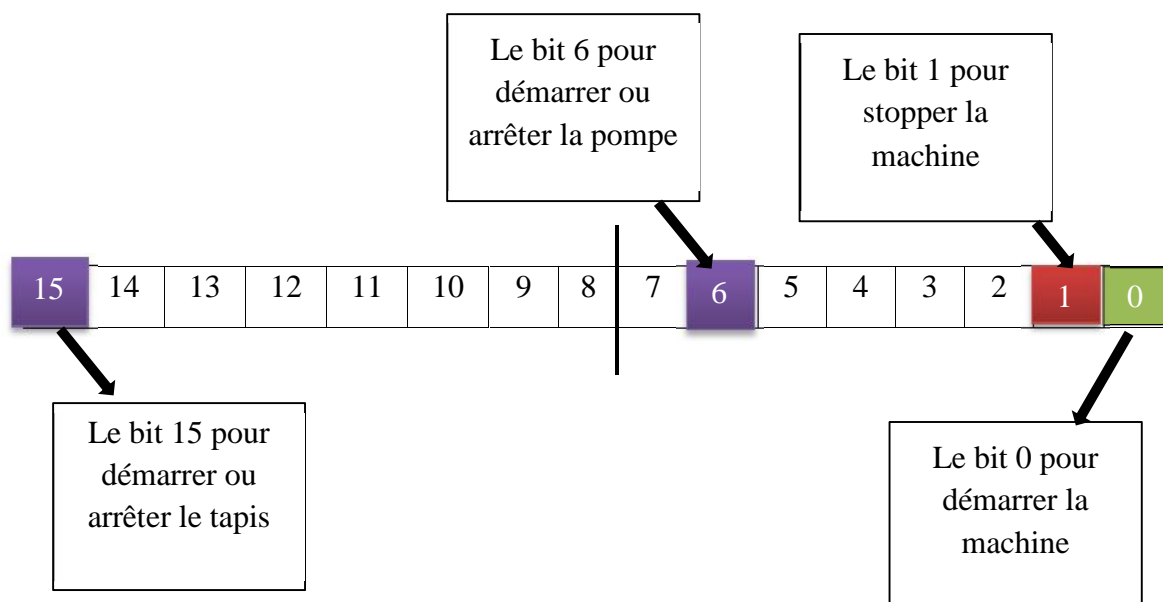 Le bit 6 pour
démarrer ou
arrêter la pompe
Le bit 1 pour
stopper la
machine
15 14 13 12 11 10 9 8 7 6 5 4 3 2 1 0
Le bit 15 pour
démarrer ou
arrêter le tapis
Le bit 0 pour
démarrer la
machine